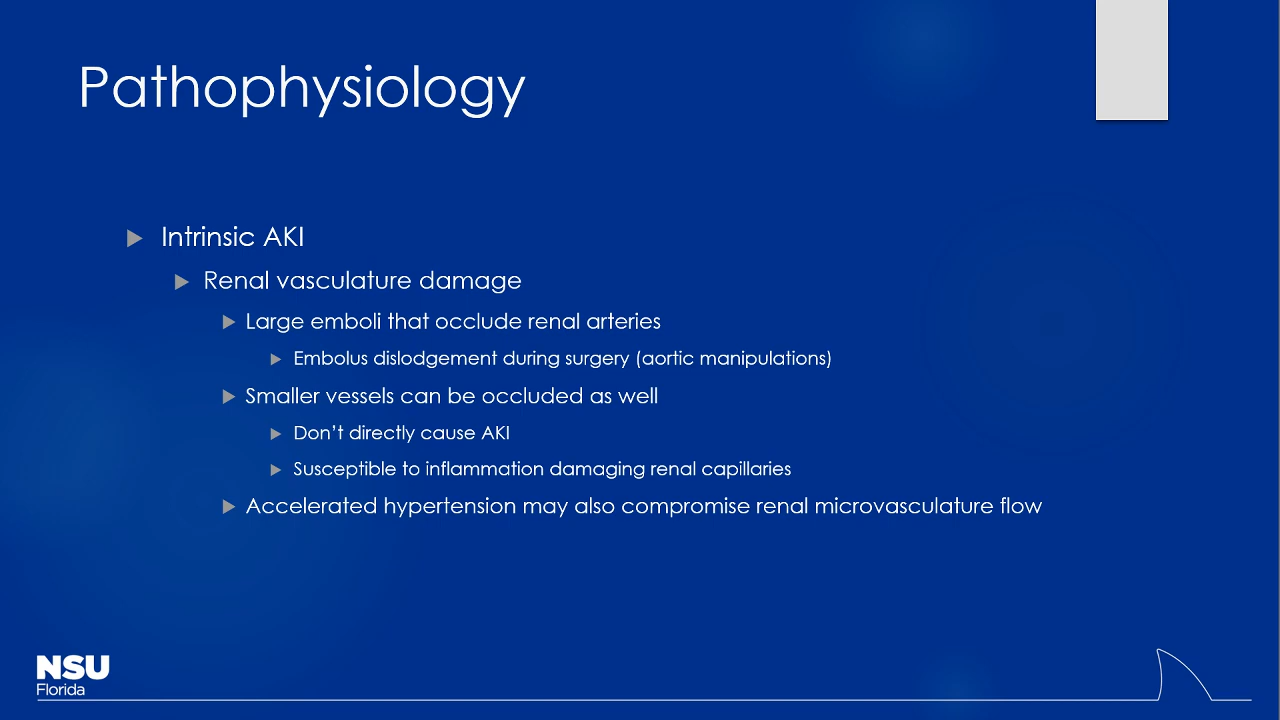 Pathophysiology
Intrinsic AKI
Renal vasculature damage
Large emboli that occlude renal arteries
Embolus dislodgement during surgery (aortic manipulations)
Smaller vessels can be occluded as well
Don't directly cause AKI
Susceptible to inflammation damaging renal capillaries
Accelerated hypertension may also compromise renal microvasculature flow
NSU
Florida